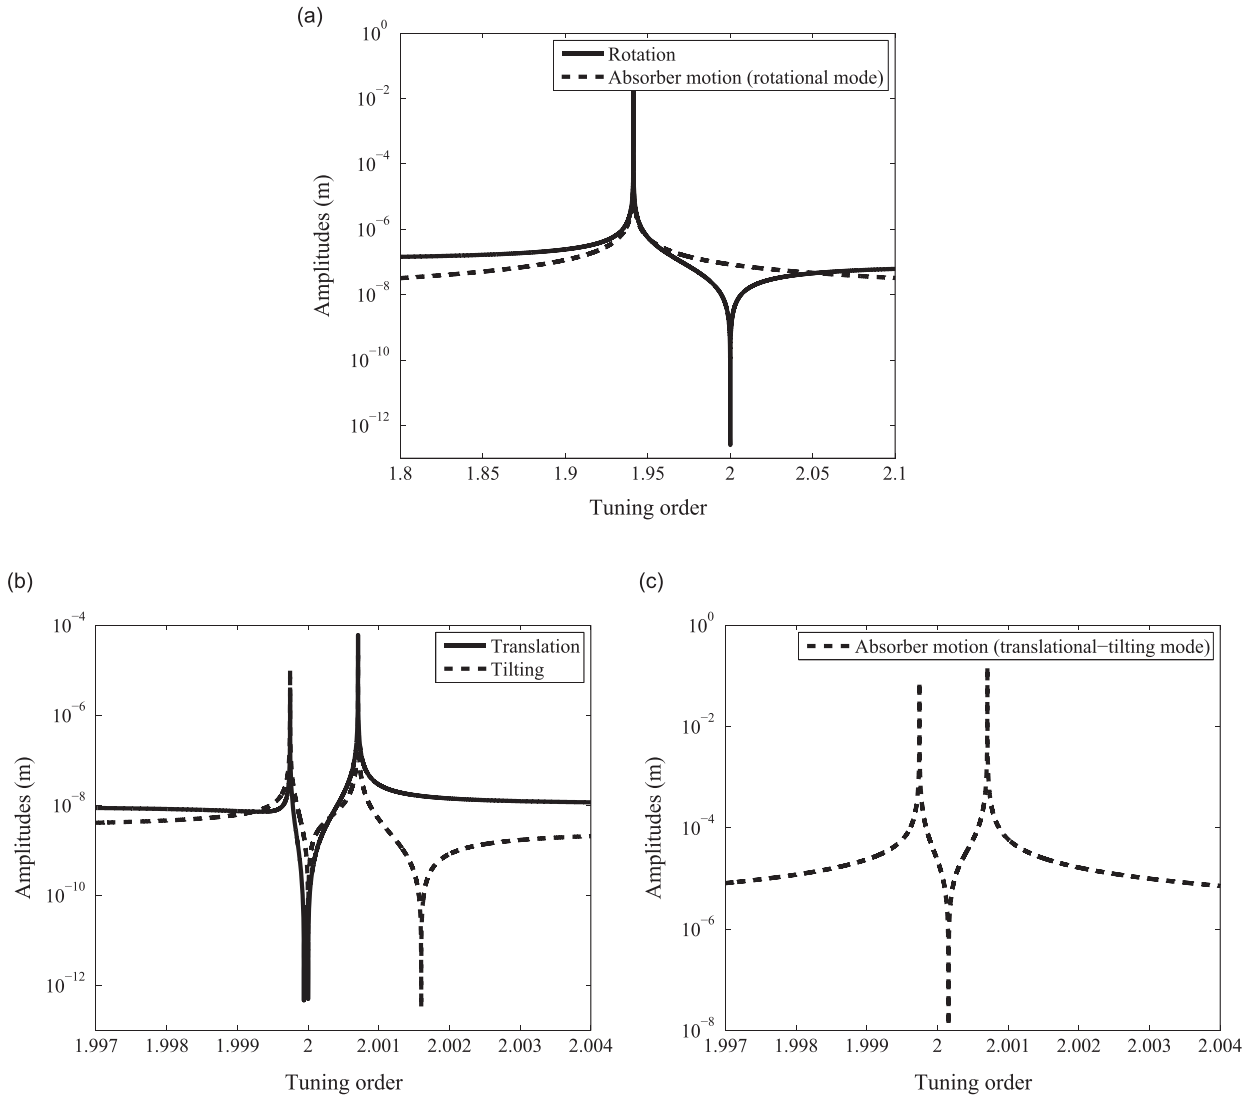 (a)
10⁰
10⁻²
10⁻⁴
10⁻⁶
10⁻⁸
10⁻¹⁰
10⁻¹²
Amplitudes (m)
Rotation
Absorber motion (rotational mode)
1.8 1.85 1.9 1.95 2 2.05 2.1
Tuning order
(b)
10⁻⁴
10⁻⁶
10⁻⁸
10⁻¹⁰
10⁻¹²
Amplitudes (m)
Translation
Tilting
1.997 1.998 1.999 2 2.001 2.002 2.003 2.004
Tuning order
(c)
10⁰
10⁻²
10⁻⁴
10⁻⁶
10⁻⁸
Amplitudes (m)
Absorber motion (translational−tilting mode)
1.997 1.998 1.999 2 2.001 2.002 2.003 2.004
Tuning order